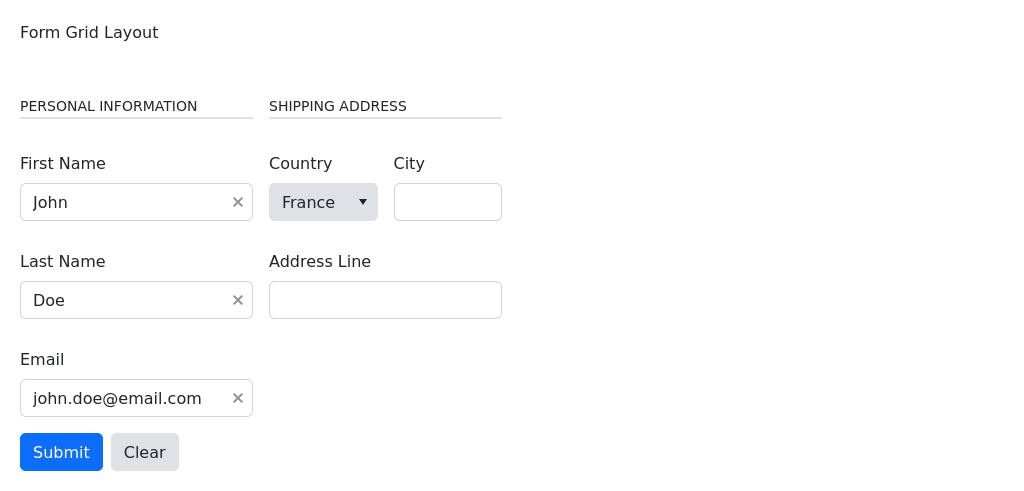 Form Grid Layout
PERSONAL INFORMATION
First Name
John
Last Name
Doe
Email
john.doe@email.com
SHIPPING ADDRESS
Country
France
City
Address Line
Submit
Clear